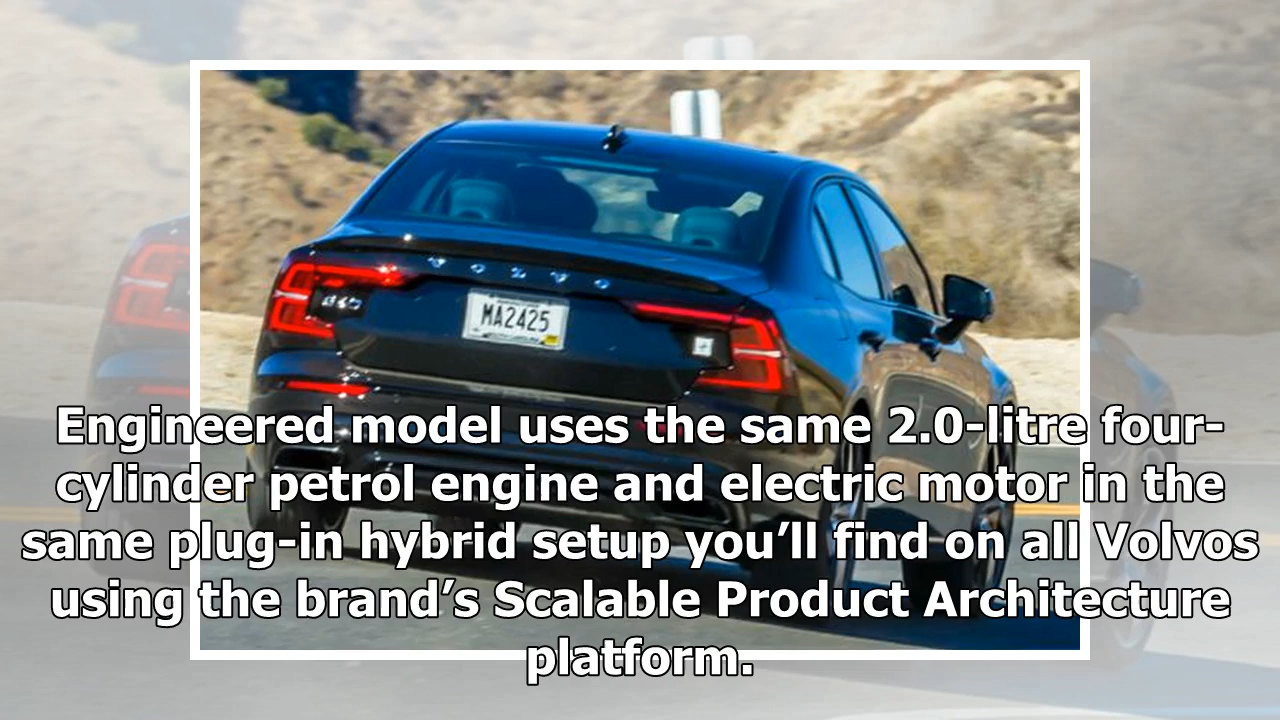 VOLVO
S60
MA2425
Engineered model uses the same 2.0-litre four-
cylinder petrol engine and electric motor in the
same plug-in hybrid setup you’ll find on all Volvos
using the brand’s Scalable Product Architecture
platform.